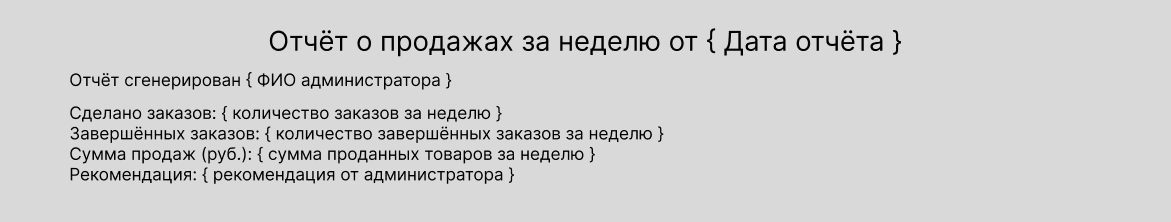 Отчёт о продажах за неделю от { Дата отчёта }
Отчёт сгенерирован { ФИО администратора }
Сделано заказов: { количество заказов за неделю }
Завершённых заказов: { количество завершённых заказов за неделю }
Сумма продаж (руб.): { сумма проданных товаров за неделю }
Рекомендация: { рекомендация от администратора }